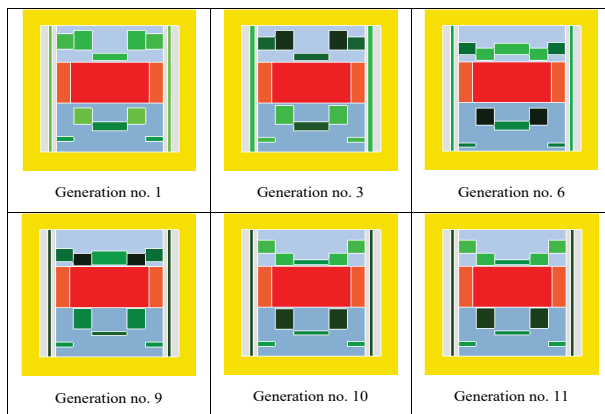 Generation no. 1
Generation no. 3
Generation no. 6
Generation no. 9
Generation no. 10
Generation no. 11